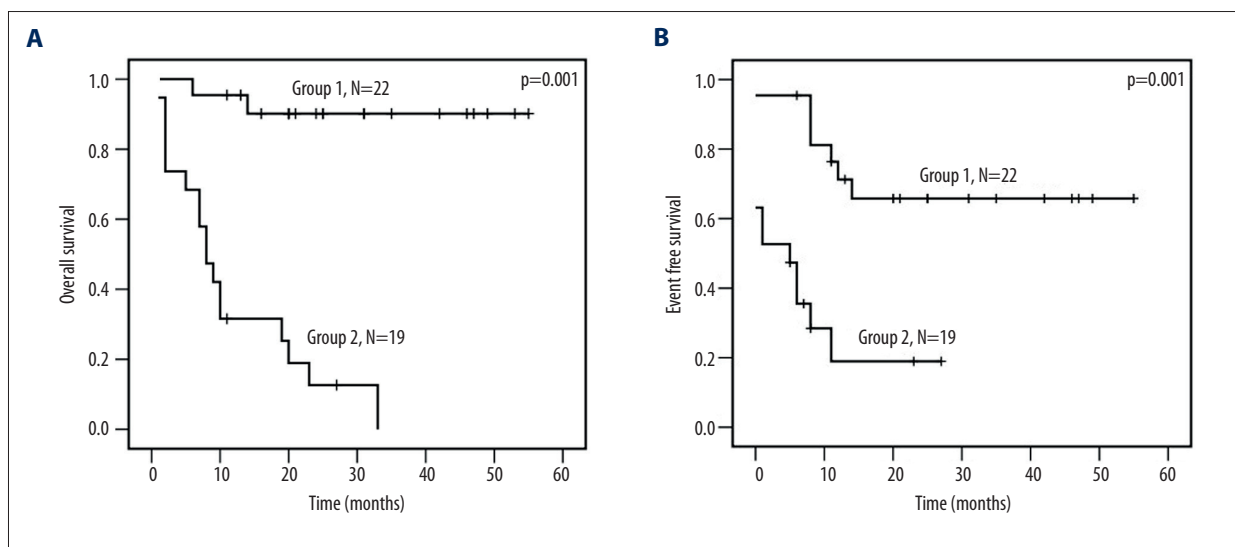 A
Overall survival
1.0
0.8
0.6
0.4
0.2
0.0
Group 1, N=22
p=0.001
Group 2, N=19
0 10 20 30 40 50 60
Time (months)
B
Event free survival
1.0
0.8
0.6
0.4
0.2
0.0
p=0.001
Group 1, N=22
Group 2, N=19
0 10 20 30 40 50 60
Time (months)